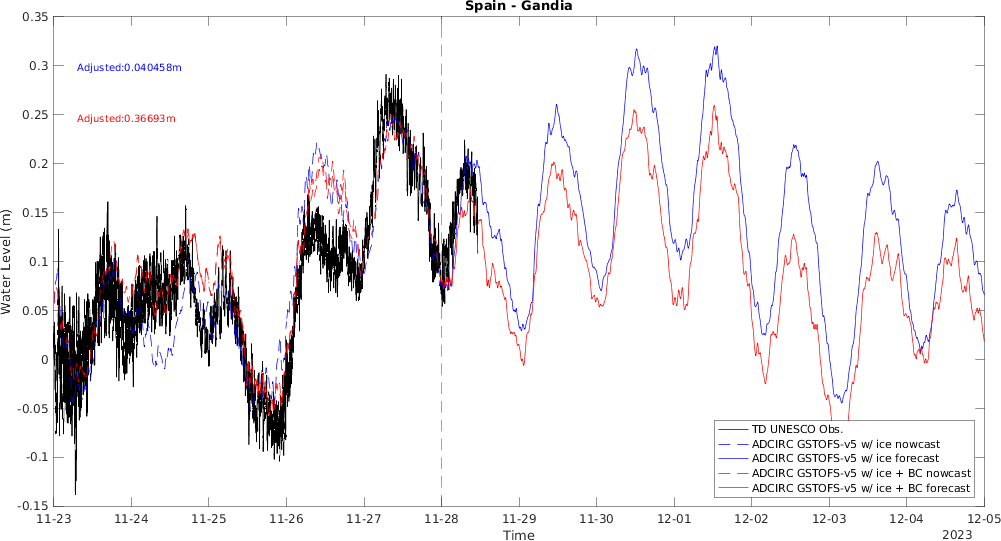 Spain - Gandia
0.35
0.3
0.25
0.2
0.15
0.1
0.05
0
-0.05
-0.1
-0.15
Water Level (m)
Adjusted:0.040458m
Adjusted:0.36693m
TD UNESCO Obs.
ADCIRC GSTOFS-v5 w/ ice nowcast
ADCIRC GSTOFS-v5 w/ ice forecast
ADCIRC GSTOFS-v5 w/ ice + BC nowcast
ADCIRC GSTOFS-v5 w/ ice + BC forecast
11-23 11-24 11-25 11-26 11-27 11-28 11-29 11-30 12-01 12-02 12-03 12-04 12-05
Time
2023